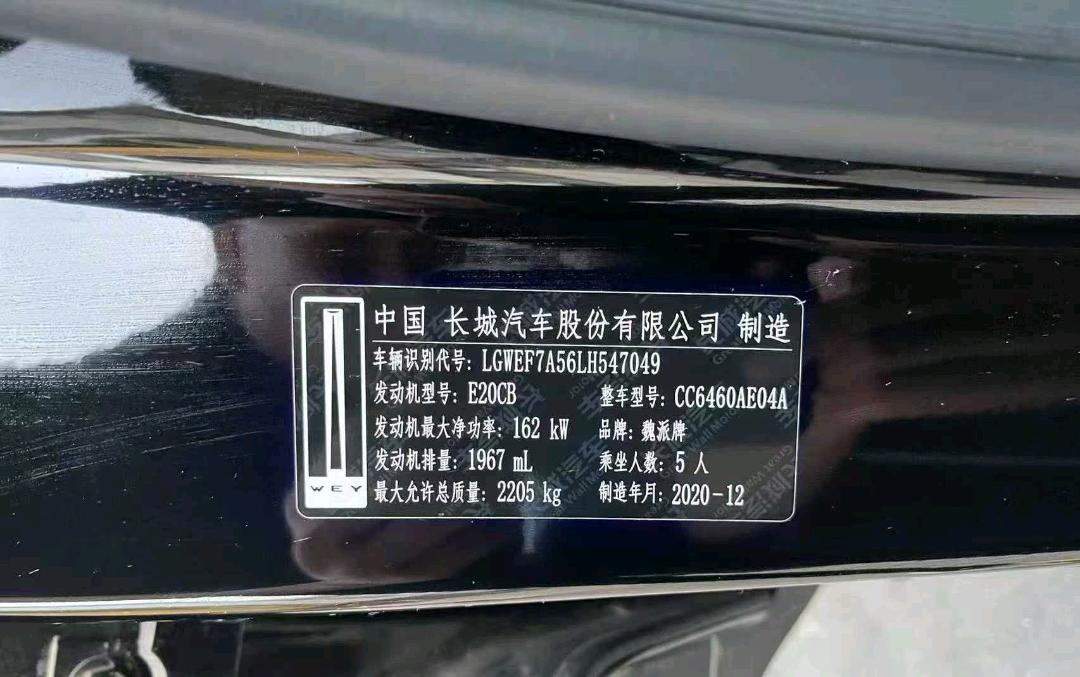 中国 长城汽车股份有限公司 制造
车辆识别代号: LGWEF7A56LH547049
发动机型号: E20CB 整车型号: CC6460AE04A
发动机最大净功率: 162 kW 品牌: 魏派牌
发动机排量: 1967 mL 乘坐人数: 5 人
最大允许总质量: 2205 kg 制造年月: 2020-12
WEY